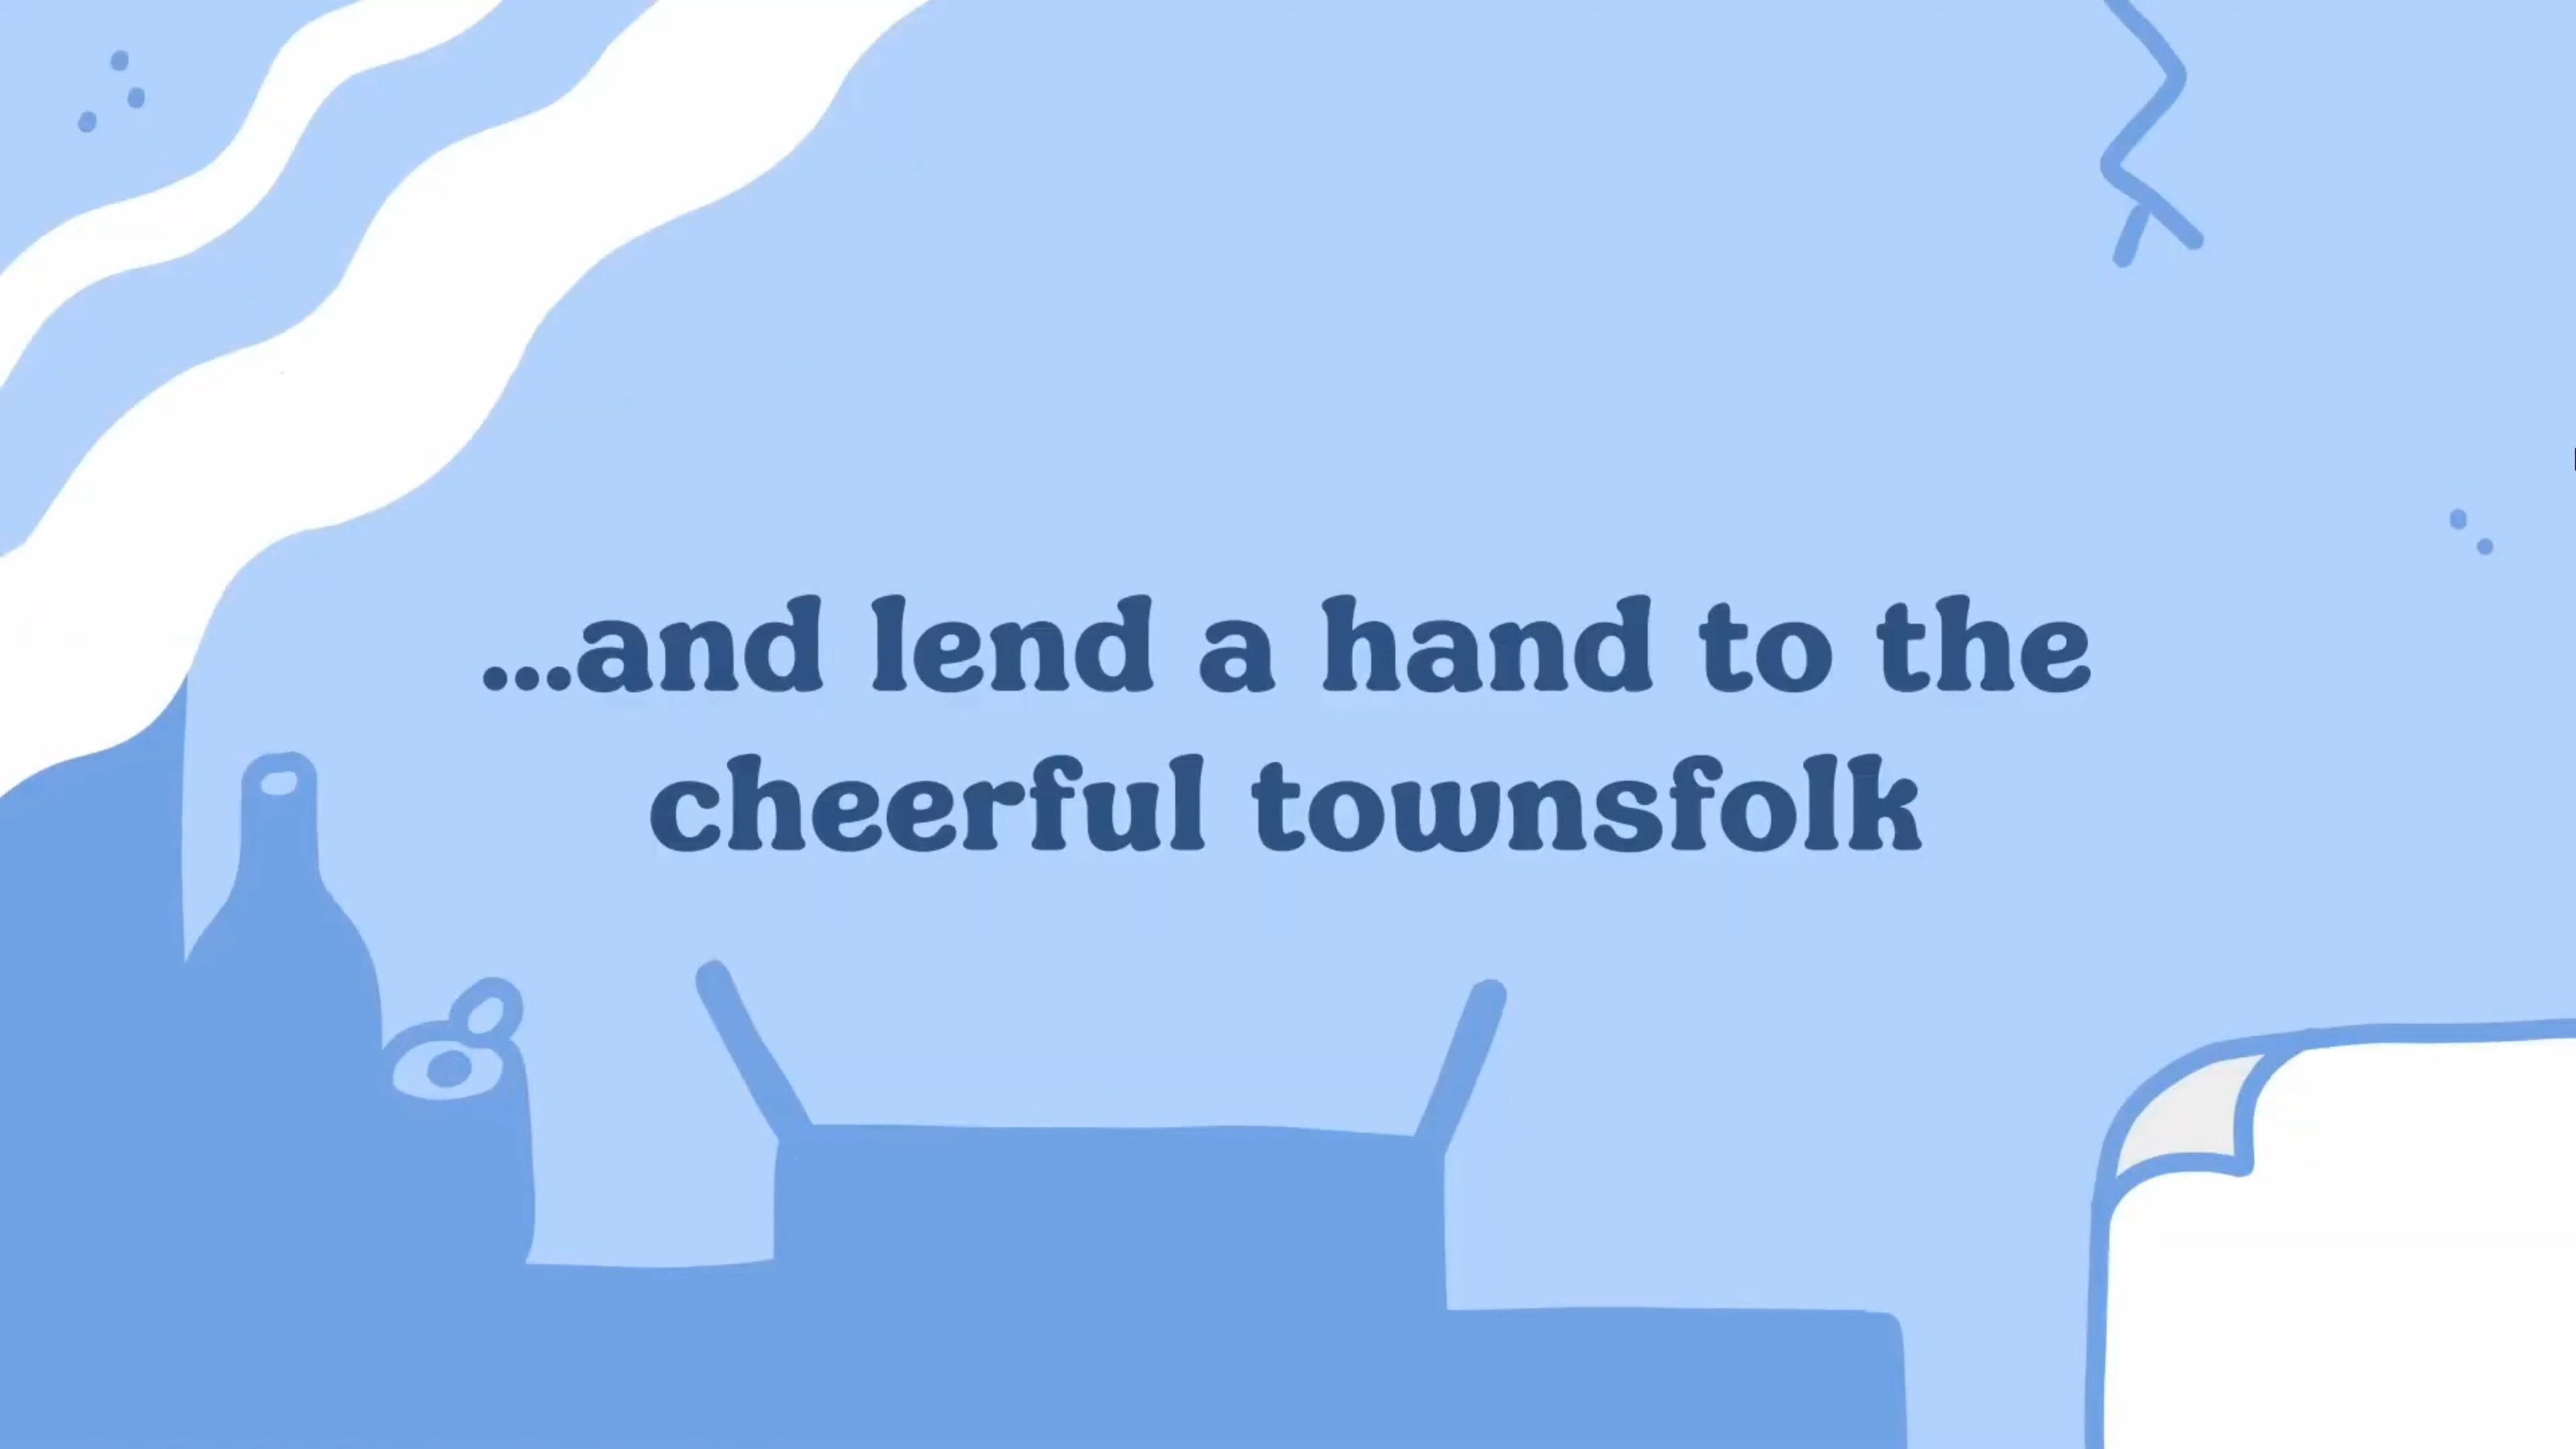 ...and lend a hand to the
cheerful townsfolk